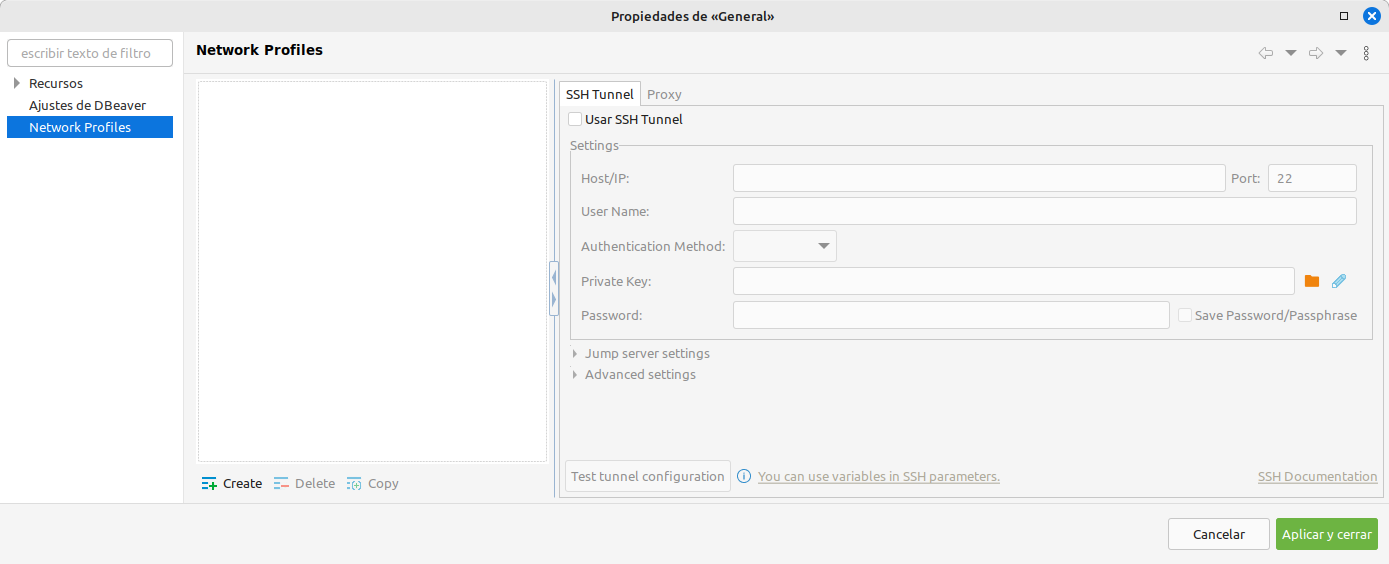 Propiedades de «General»
escribir texto de filtro
Recursos
Ajustes de DBeaver
Network Profiles
Network Profiles
Create
Delete
Copy
SSH Tunnel
Proxy
Usar SSH Tunnel
Settings
Host/IP:
Port:
22
User Name:
Authentication Method:
Private Key:
Password:
Save Password/Passphrase
Jump server settings
Advanced settings
Test tunnel configuration
You can use variables in SSH parameters.
SSH Documentation
Cancelar
Aplicar y cerrar